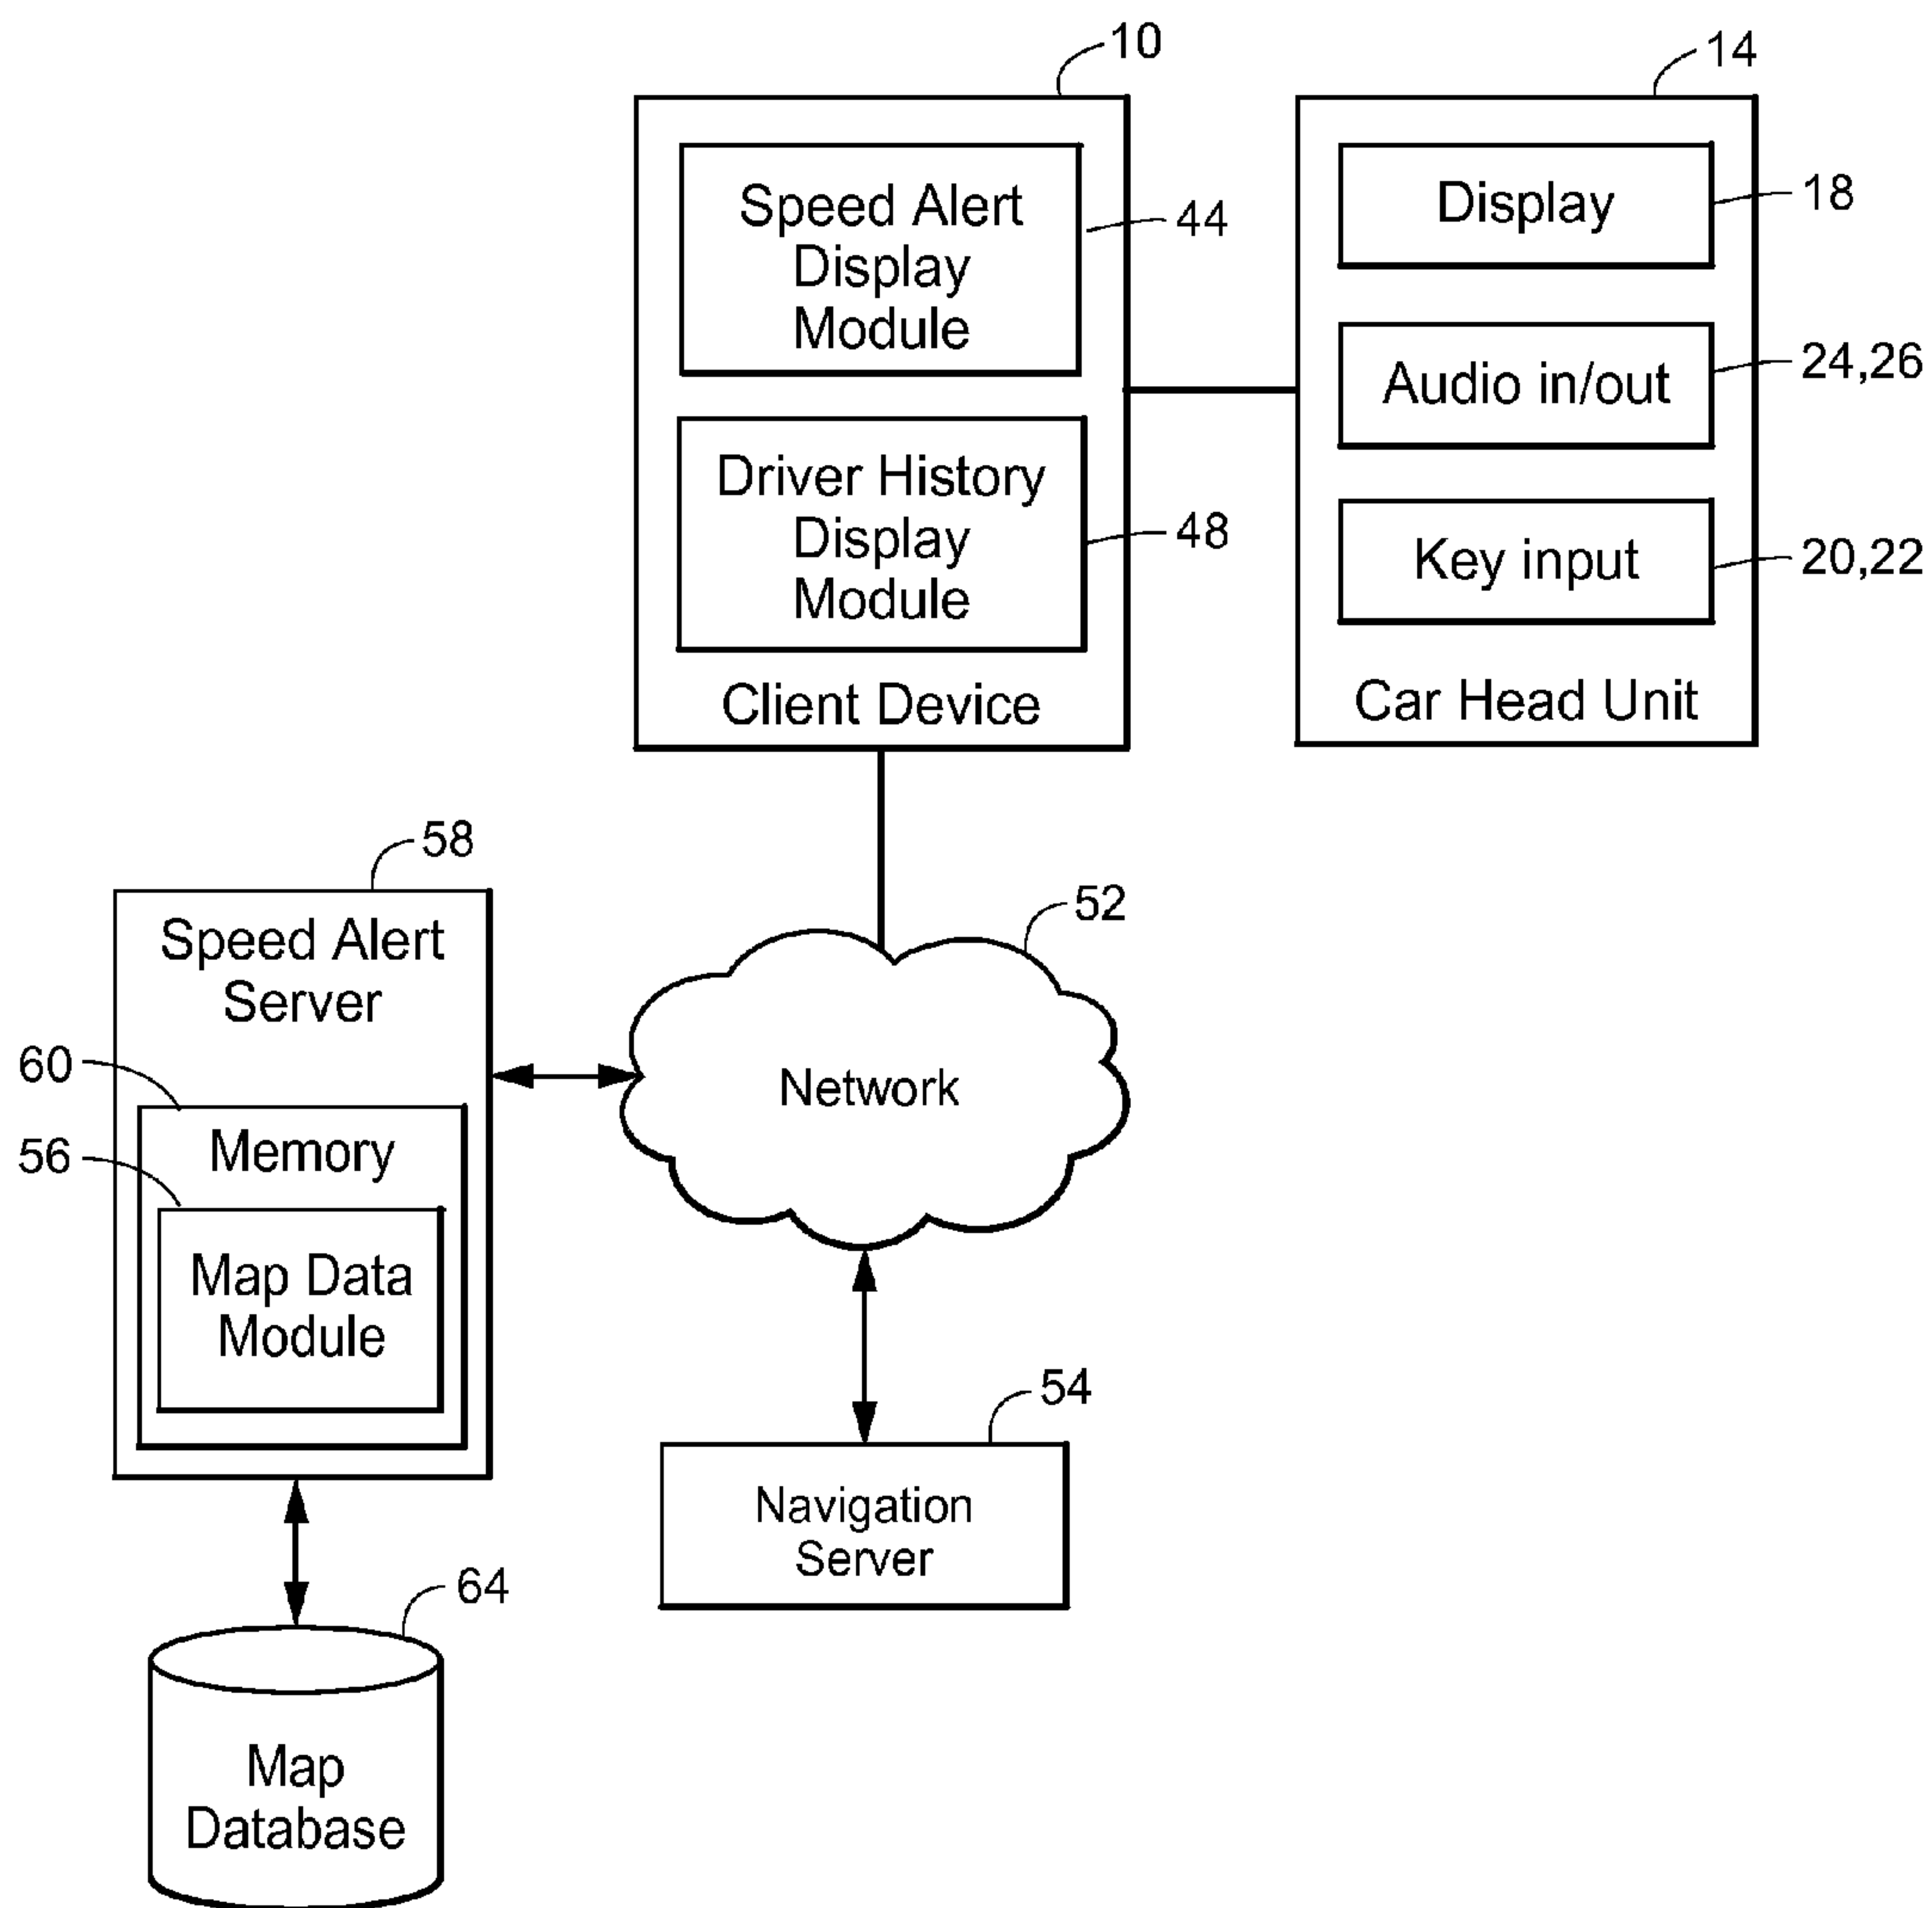 10
14
Speed Alert
Display
Module
44
Driver History
Display
Module
48
Client Device
Display
18
Audio in/out
24,26
Key input
20,22
Car Head Unit
58
Speed Alert
Server
60
Memory
56
Map Data
Module
52
Network
54
Navigation
Server
64
Map
Database